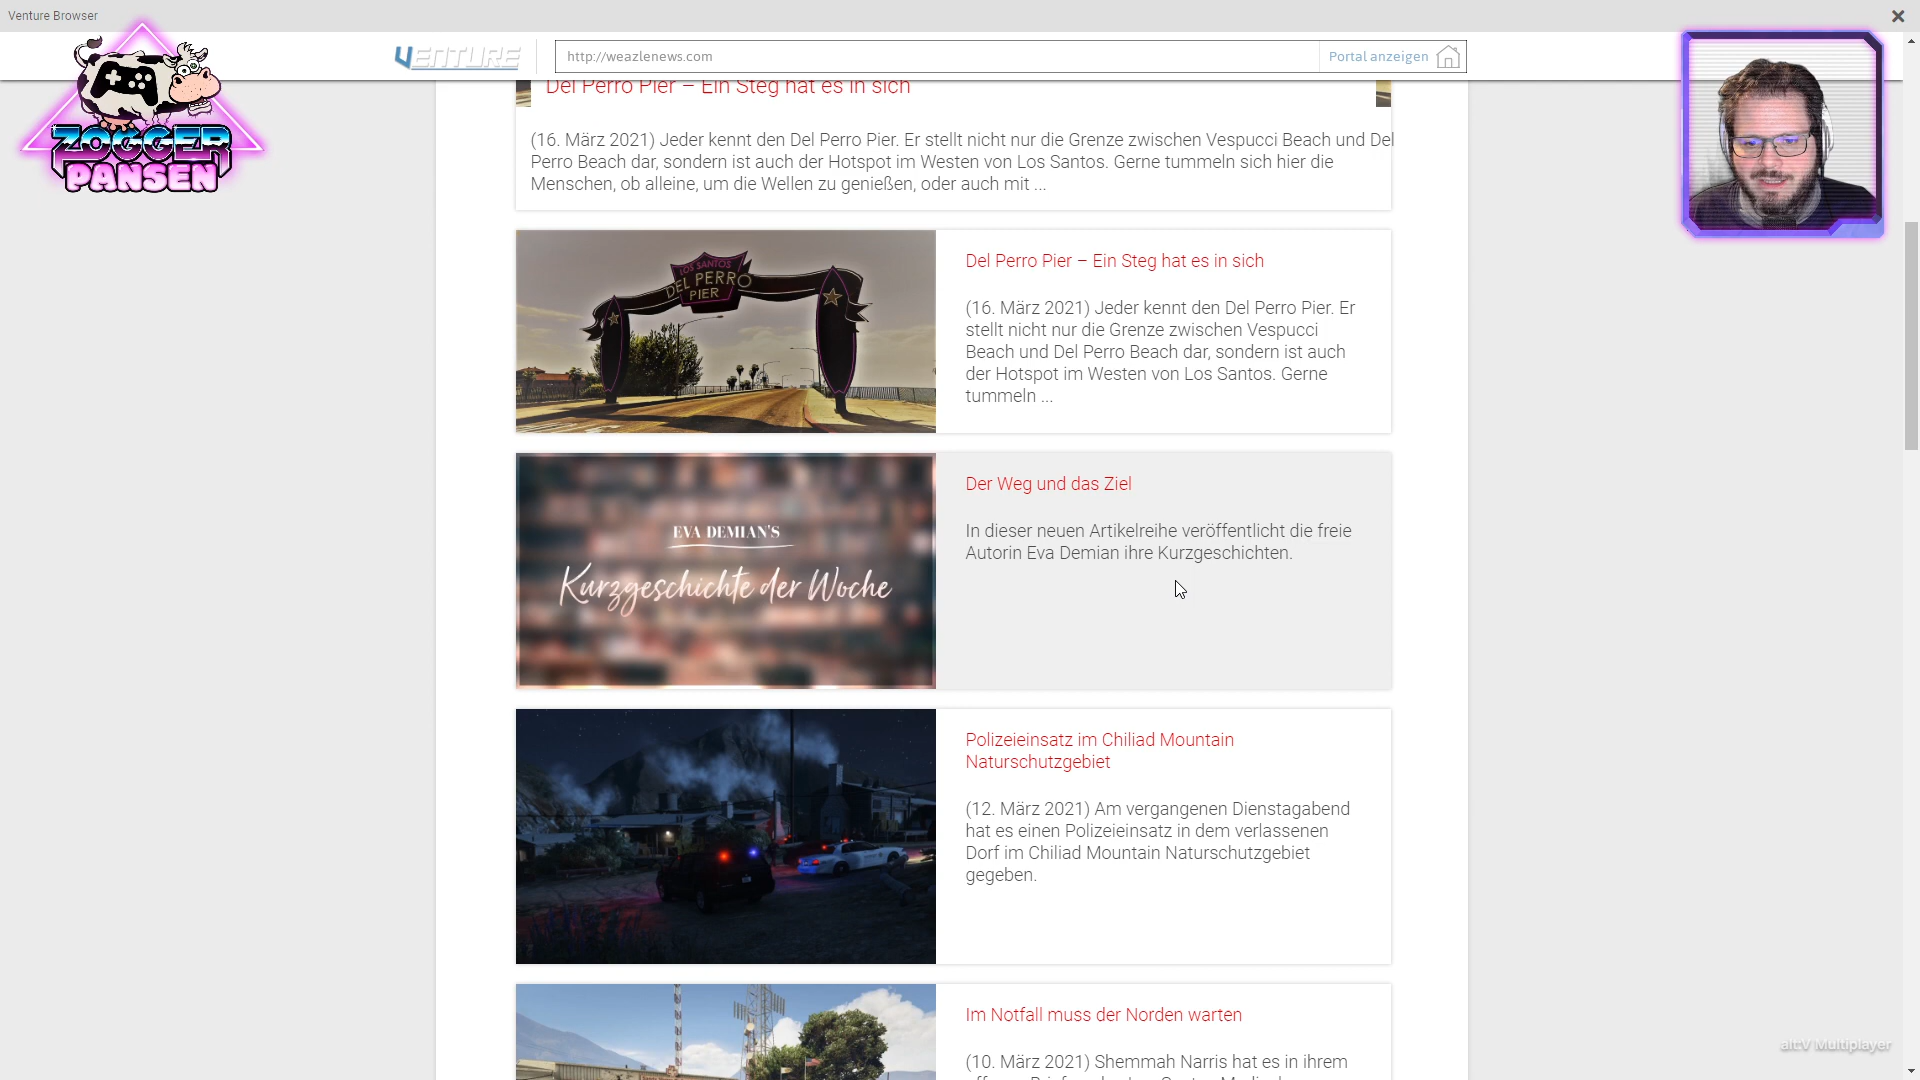 Venture Browser
VENTURE
http://weazlenews.com
Portal anzeigen
ZOGGER
PANSEN
Del Perro Pier – Ein Steg hat es in sich
(16. März 2021) Jeder kennt den Del Perro Pier. Er stellt nicht nur die Grenze zwischen Vespucci Beach und Del
Perro Beach dar, sondern ist auch der Hotspot im Westen von Los Santos. Gerne tummeln sich hier die
Menschen, ob alleine, um die Wellen zu genießen, oder auch mit ...
LOS SANTOS
DEL PERRO
PIER
Del Perro Pier – Ein Steg hat es in sich
(16. März 2021) Jeder kennt den Del Perro Pier. Er
stellt nicht nur die Grenze zwischen Vespucci
Beach und Del Perro Beach dar, sondern ist auch
der Hotspot im Westen von Los Santos. Gerne
tummeln ...
EVA DEMIAN'S
Kurzgeschichte der Woche
Der Weg und das Ziel
In dieser neuen Artikelreihe veröffentlicht die freie
Autorin Eva Demian ihre Kurzgeschichten.
Polizeieinsatz im Chiliad Mountain
Naturschutzgebiet
(12. März 2021) Am vergangenen Dienstagabend
hat es einen Polizeieinsatz in dem verlassenen
Dorf im Chiliad Mountain Naturschutzgebiet
gegeben.
Im Notfall muss der Norden warten
(10. März 2021) Shemmah Narris hat es in ihrem
alt:V Multiplayer